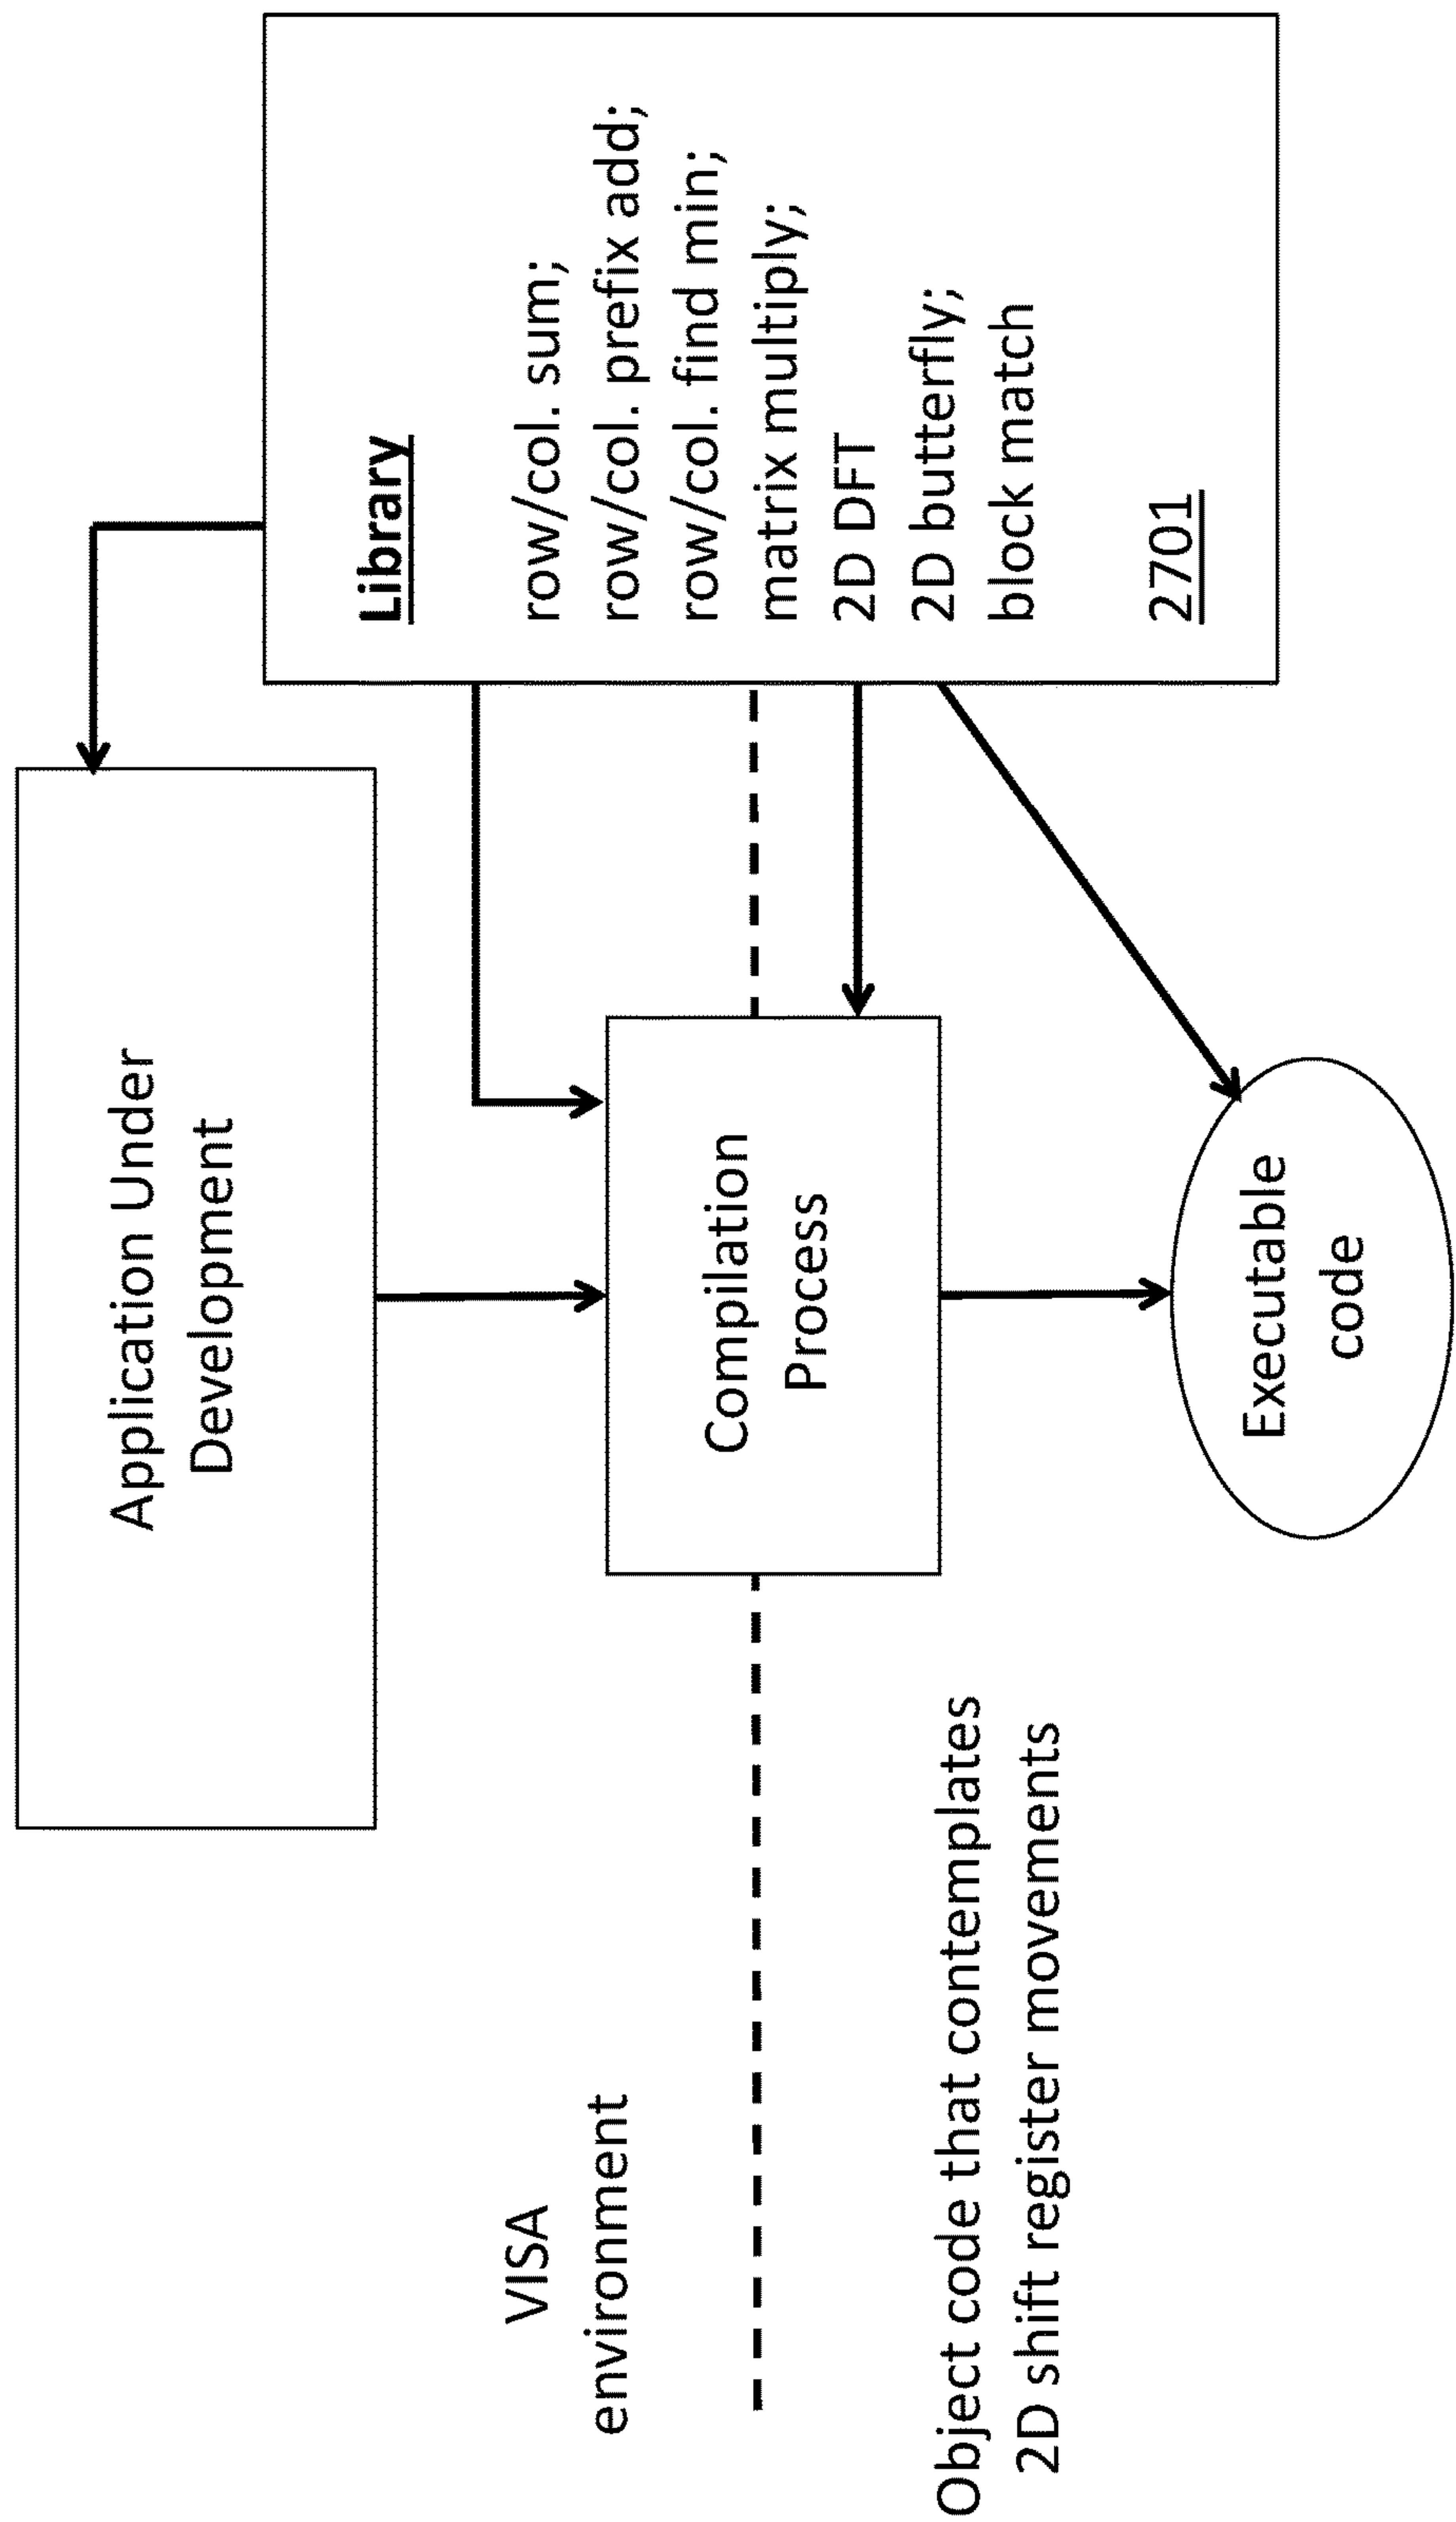 Application Under
Development
VISA
environment
Compilation
Process
Object code that contemplates
2D shift register movements
Executable
code
Library
row/col. sum;
row/col. prefix add;
row/col. find min;
matrix multiply;
2D DFT
2D butterfly;
block match
2701